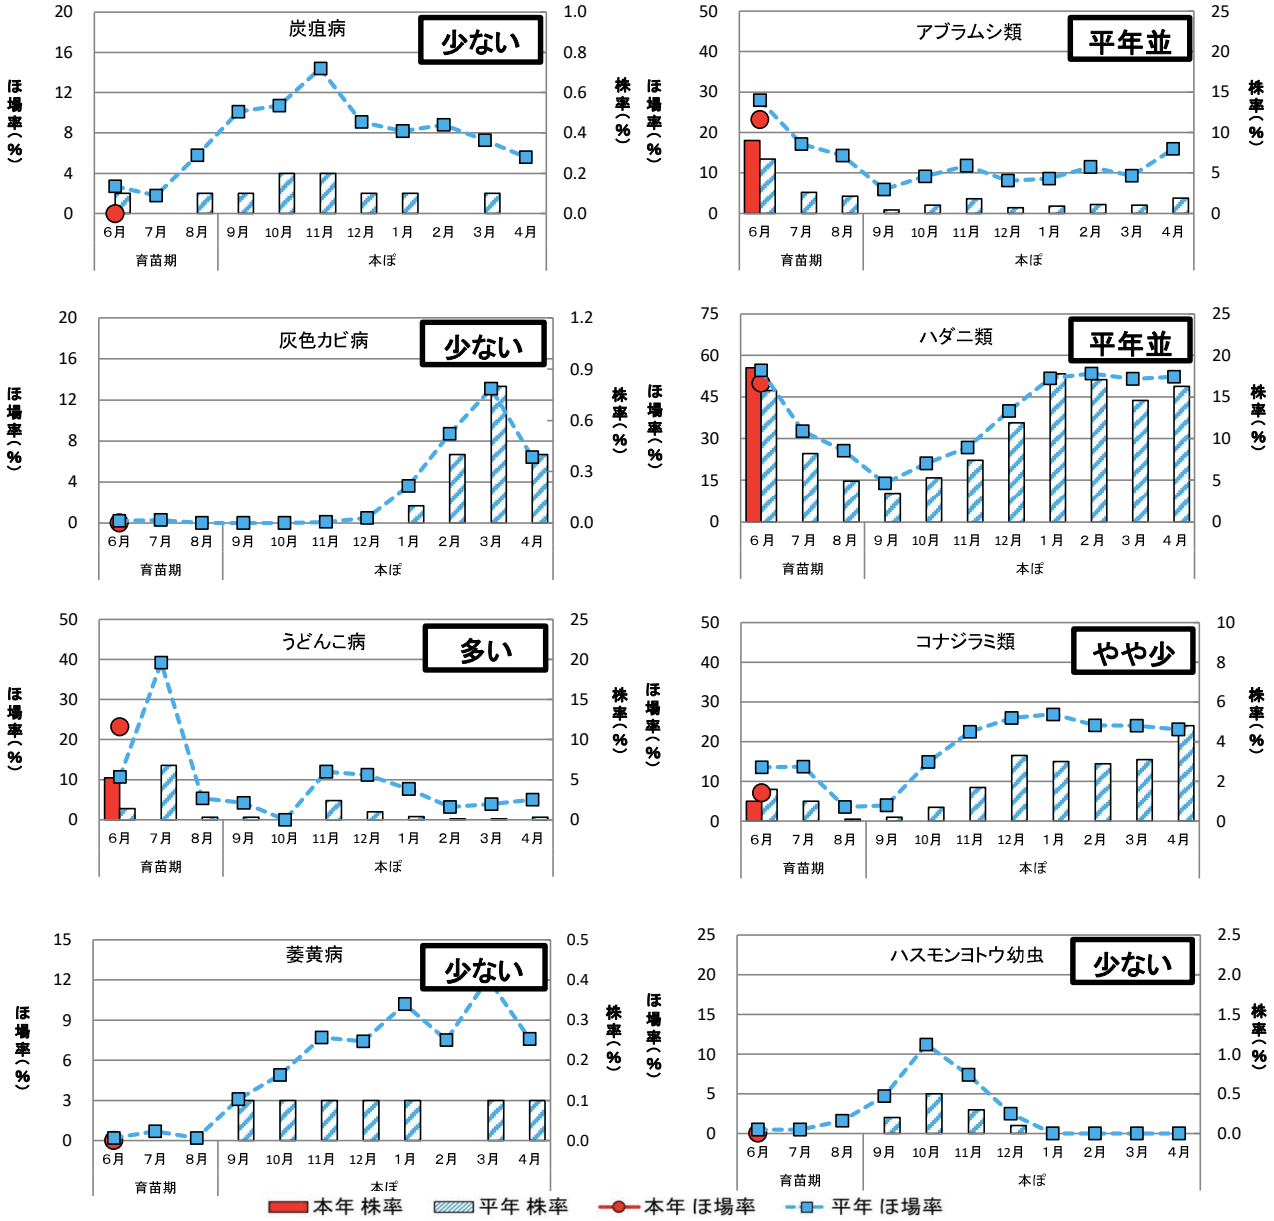 炭疽病
少ない
ほ場率(%)
株率(%)
20
16
12
8
4
0
1.0
0.8
0.6
0.4
0.2
0.0
6月 7月 8月 9月 10月 11月 12月 1月 2月 3月 4月
育苗期 本ぽ
アブラムシ類
平年並
ほ場率(%)
株率(%)
50
40
30
20
10
0
25
20
15
10
5
0
6月 7月 8月 9月 10月 11月 12月 1月 2月 3月 4月
育苗期 本ぽ
灰色カビ病
少ない
ほ場率(%)
株率(%)
20
16
12
8
4
0
1.2
0.9
0.6
0.3
0.0
6月 7月 8月 9月 10月 11月 12月 1月 2月 3月 4月
育苗期 本ぽ
ハダニ類
平年並
ほ場率(%)
株率(%)
75
60
45
30
15
0
25
20
15
10
5
0
6月 7月 8月 9月 10月 11月 12月 1月 2月 3月 4月
育苗期 本ぽ
うどんこ病
多い
ほ場率(%)
株率(%)
50
40
30
20
10
0
25
20
15
10
5
0
6月 7月 8月 9月 10月 11月 12月 1月 2月 3月 4月
育苗期 本ぽ
コナジラミ類
やや少
ほ場率(%)
株率(%)
50
40
30
20
10
0
10
8
6
4
2
0
6月 7月 8月 9月 10月 11月 12月 1月 2月 3月 4月
育苗期 本ぽ
萎黄病
少ない
ほ場率(%)
株率(%)
15
12
9
6
3
0
0.5
0.4
0.3
0.2
0.1
0.0
6月 7月 8月 9月 10月 11月 12月 1月 2月 3月 4月
育苗期 本ぽ
ハスモンヨトウ幼虫
少ない
ほ場率(%)
株率(%)
25
20
15
10
5
0
2.5
2.0
1.5
1.0
0.5
0.0
6月 7月 8月 9月 10月 11月 12月 1月 2月 3月 4月
育苗期 本ぽ
本年 株率 平年 株率 本年 ほ場率 平年 ほ場率